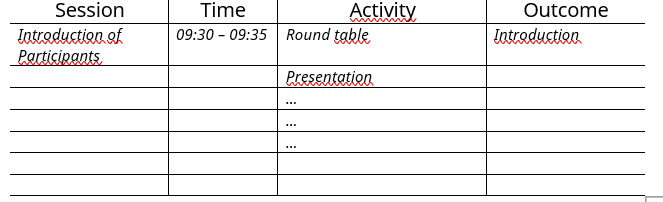 Session Time Activity Outcome
Introduction of Participants 09:30 – 09:35 Round table Introduction
Presentation
...
...
...